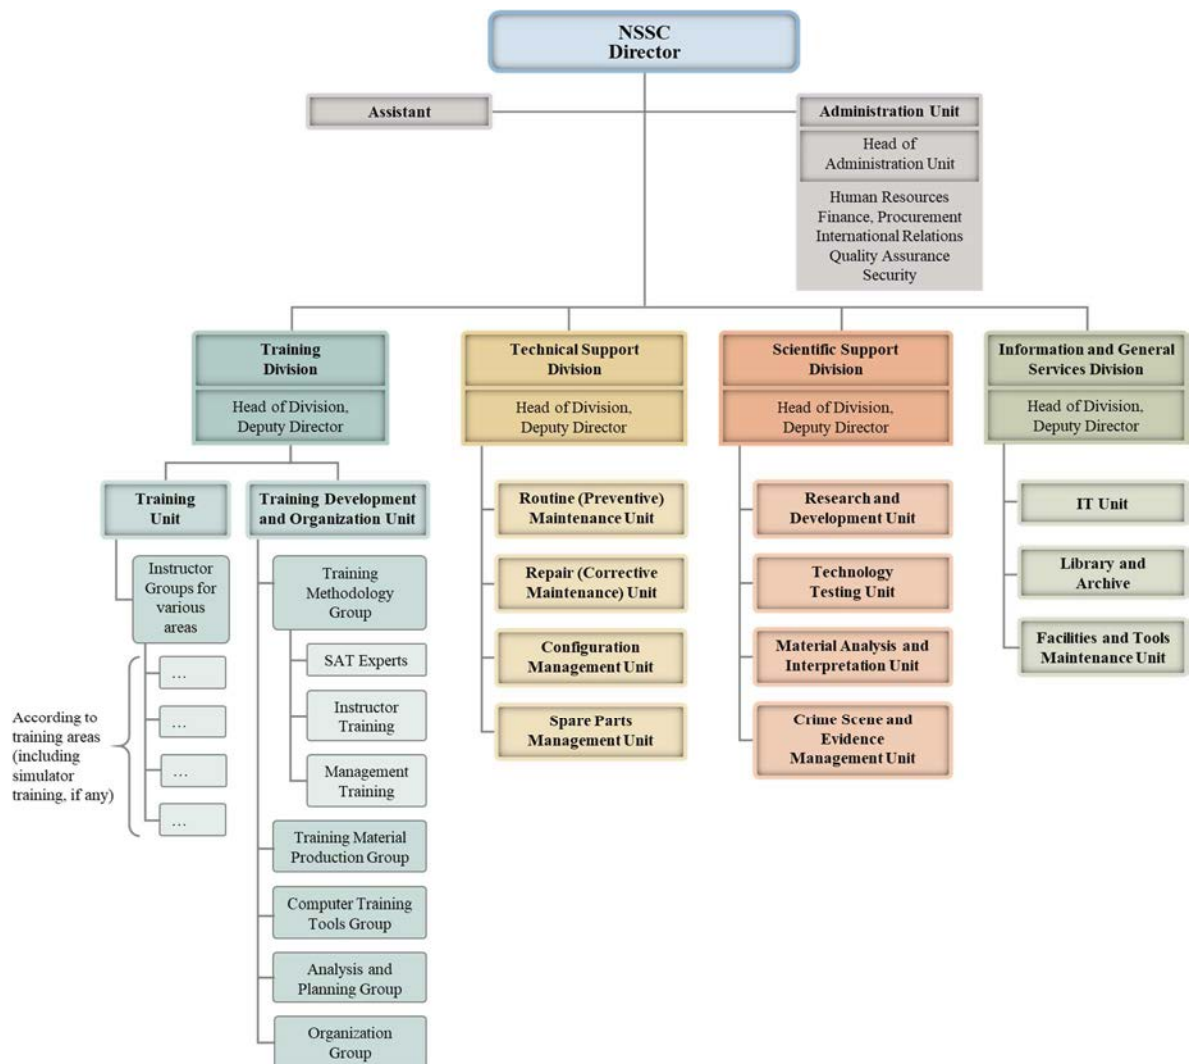 NSSC
Director
Assistant
Administration Unit
Head of
Administration Unit
Human Resources
Finance, Procurement
International Relations
Quality Assurance
Security
Training
Division
Head of Division,
Deputy Director
Technical Support
Division
Head of Division,
Deputy Director
Scientific Support
Division
Head of Division,
Deputy Director
Information and General
Services Division
Head of Division,
Deputy Director
Training
Unit
Instructor
Groups for
various
areas
…
…
…
…
According to
training areas
(including
simulator
training, if any)
Training Development
and Organization Unit
Training
Methodology
Group
SAT Experts
Instructor
Training
Management
Training
Training Material
Production Group
Computer Training
Tools Group
Analysis and
Planning Group
Organization
Group
Routine (Preventive)
Maintenance Unit
Repair (Corrective
Maintenance) Unit
Configuration
Management Unit
Spare Parts
Management Unit
Research and
Development Unit
Technology
Testing Unit
Material Analysis and
Interpretation Unit
Crime Scene and
Evidence
Management Unit
IT Unit
Library and
Archive
Facilities and Tools
Maintenance Unit